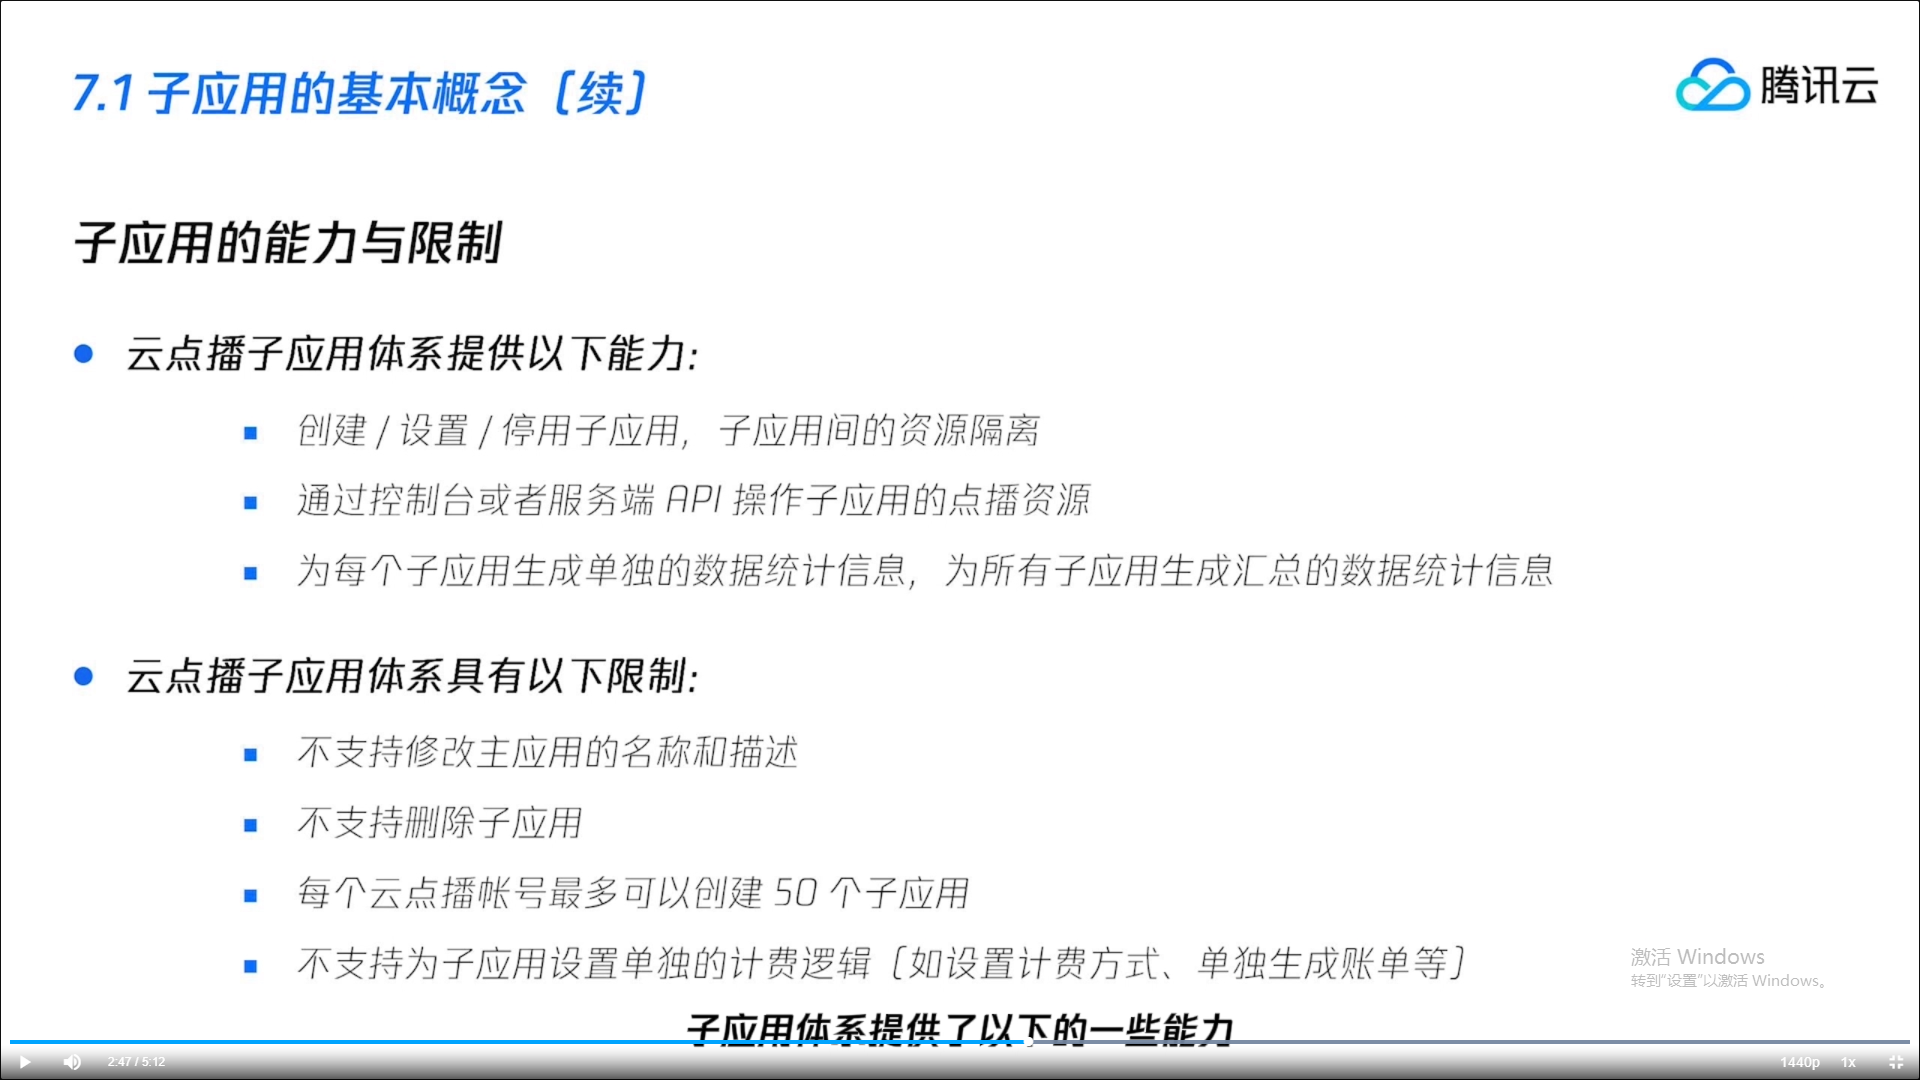 7.1 子应用的基本概念（续）
腾讯云
子应用的能力与限制
云点播子应用体系提供以下能力:
创建 / 设置 / 停用子应用，子应用间的资源隔离
通过控制台或者服务端 API 操作子应用的点播资源
为每个子应用生成单独的数据统计信息，为所有子应用生成汇总的数据统计信息
云点播子应用体系具有以下限制:
不支持修改主应用的名称和描述
不支持删除子应用
每个云点播帐号最多可以创建 50 个子应用
不支持为子应用设置单独的计费逻辑（如设置计费方式、单独生成账单等）
激活 Windows
转到“设置”以激活 Windows。
子应用体系提供了以下的一些能力
2:47 / 5:12
1440p 1x